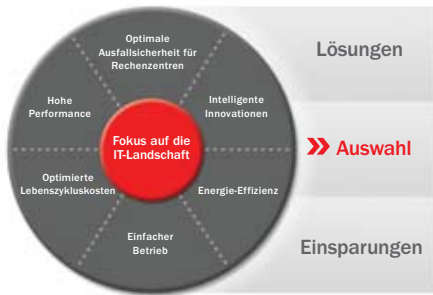 Optimale
Ausfallsicherheit für
Rechenzentren
Intelligente
Innovationen
Energie-Effizienz
Einfacher
Betrieb
Optimierte
Lebenszykluskosten
Hohe
Performance
Fokus auf die
IT-Landschaft
Lösungen
» Auswahl
Einsparungen